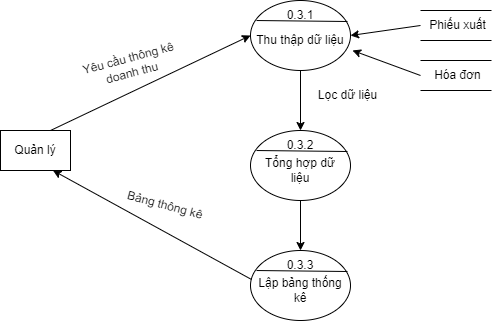 0.3.1
Thu thập dữ liệu
Phiếu xuất
Hóa đơn
Yêu cầu thông kê
doanh thu
Lọc dữ liệu
Quản lý
0.3.2
Tổng hợp dữ
liệu
Bảng thông kê
0.3.3
Lập bảng thống
kê